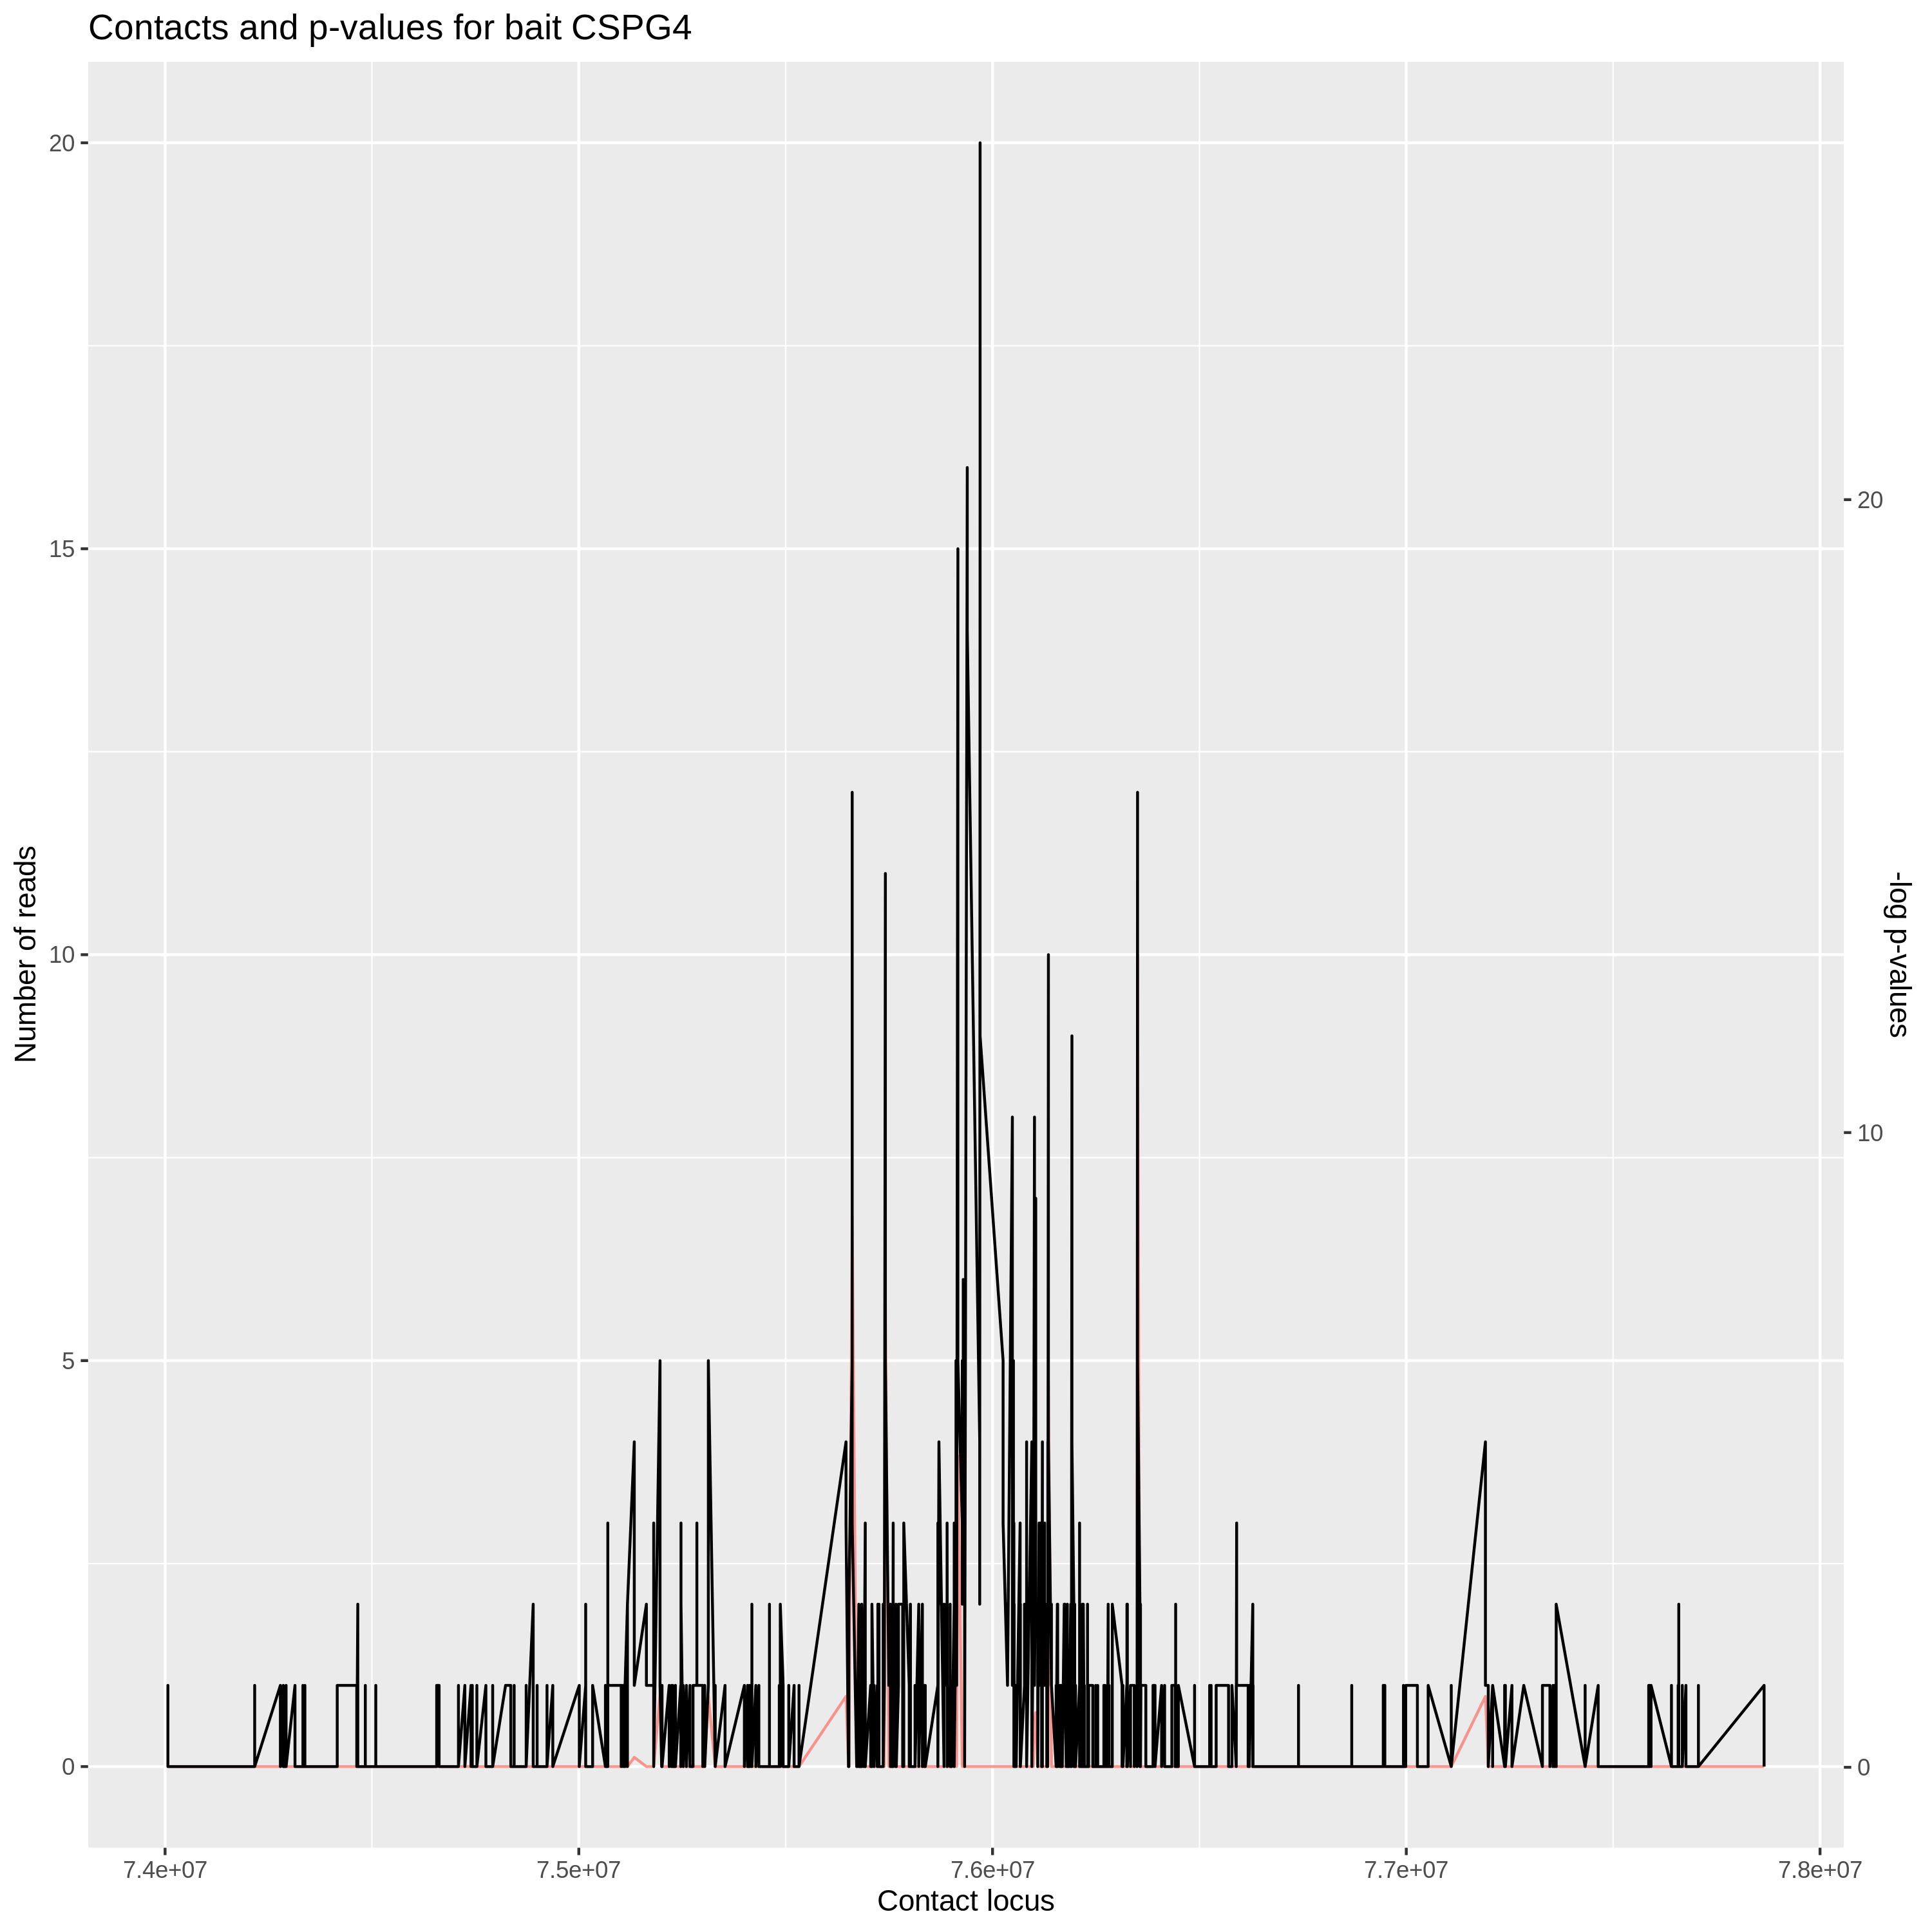 Contacts and p-values for bait CSPG4
20
15
10
5
0
Number of reads
20
10
0
-log p-values
7.4e+07 7.5e+07 7.6e+07 7.7e+07 7.8e+07
Contact locus